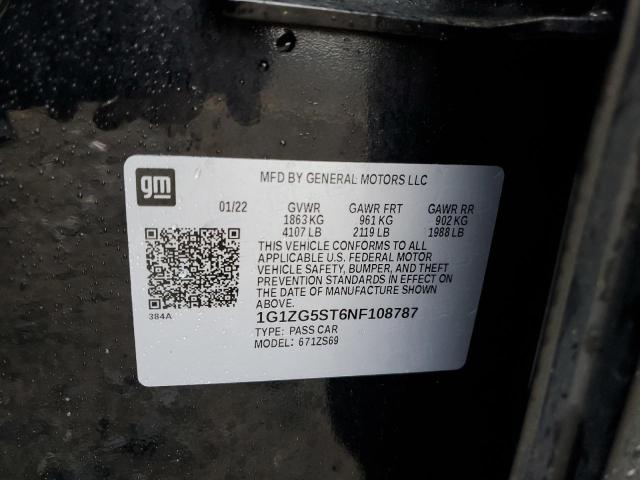 gm
MFD BY GENERAL MOTORS LLC
01/22 GVWR GAWR FRT GAWR RR
1863 KG 961 KG 902 KG
4107 LB 2119 LB 1988 LB
THIS VEHICLE CONFORMS TO ALL
APPLICABLE U.S. FEDERAL MOTOR
VEHICLE SAFETY, BUMPER, AND THEFT
PREVENTION STANDARDS IN EFFECT ON
THE DATE OF MANUFACTURE SHOWN
ABOVE.
384A
1G1ZG5ST6NF108787
TYPE: PASS CAR
MODEL: 671ZS69